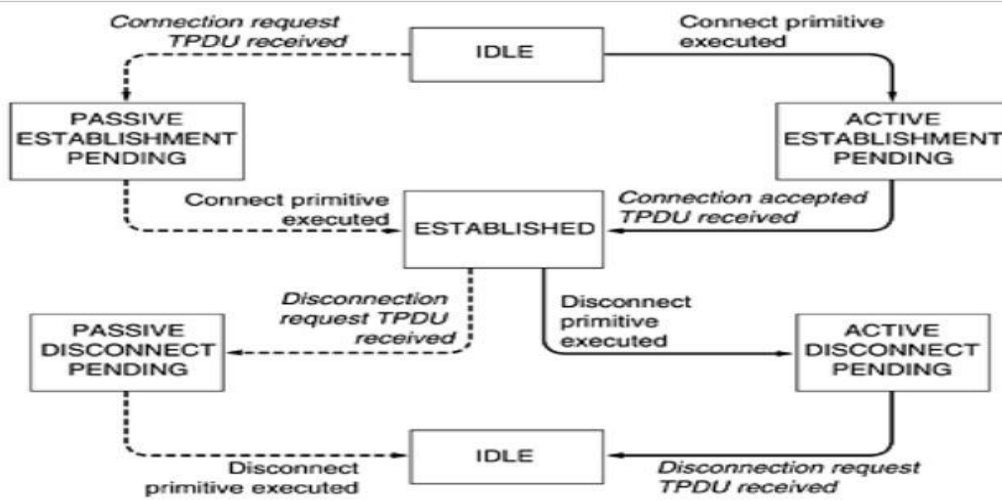 Connection request
TPDU received
IDLE
Connect primitive
executed
PASSIVE
ESTABLISHMENT
PENDING
ACTIVE
ESTABLISHMENT
PENDING
Connect primitive
executed
ESTABLISHED
Connection accepted
TPDU received
Disconnection
request TPDU
received
Disconnect
primitive
executed
PASSIVE
DISCONNECT
PENDING
ACTIVE
DISCONNECT
PENDING
Disconnect
primitive executed
IDLE
Disconnection request
TPDU received